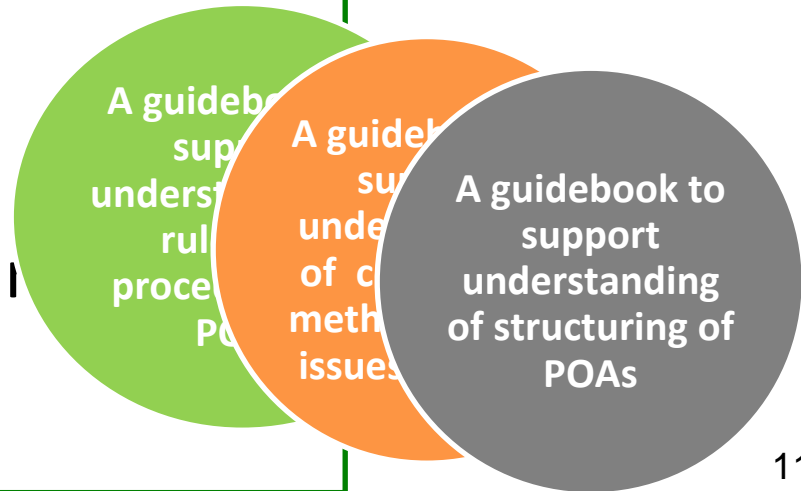 A guidebo
sup
underst
rul
proce
PO
A guideb
su
unde
of c
meth
issues
A guidebook to
support
understanding
of structuring of
POAs
11